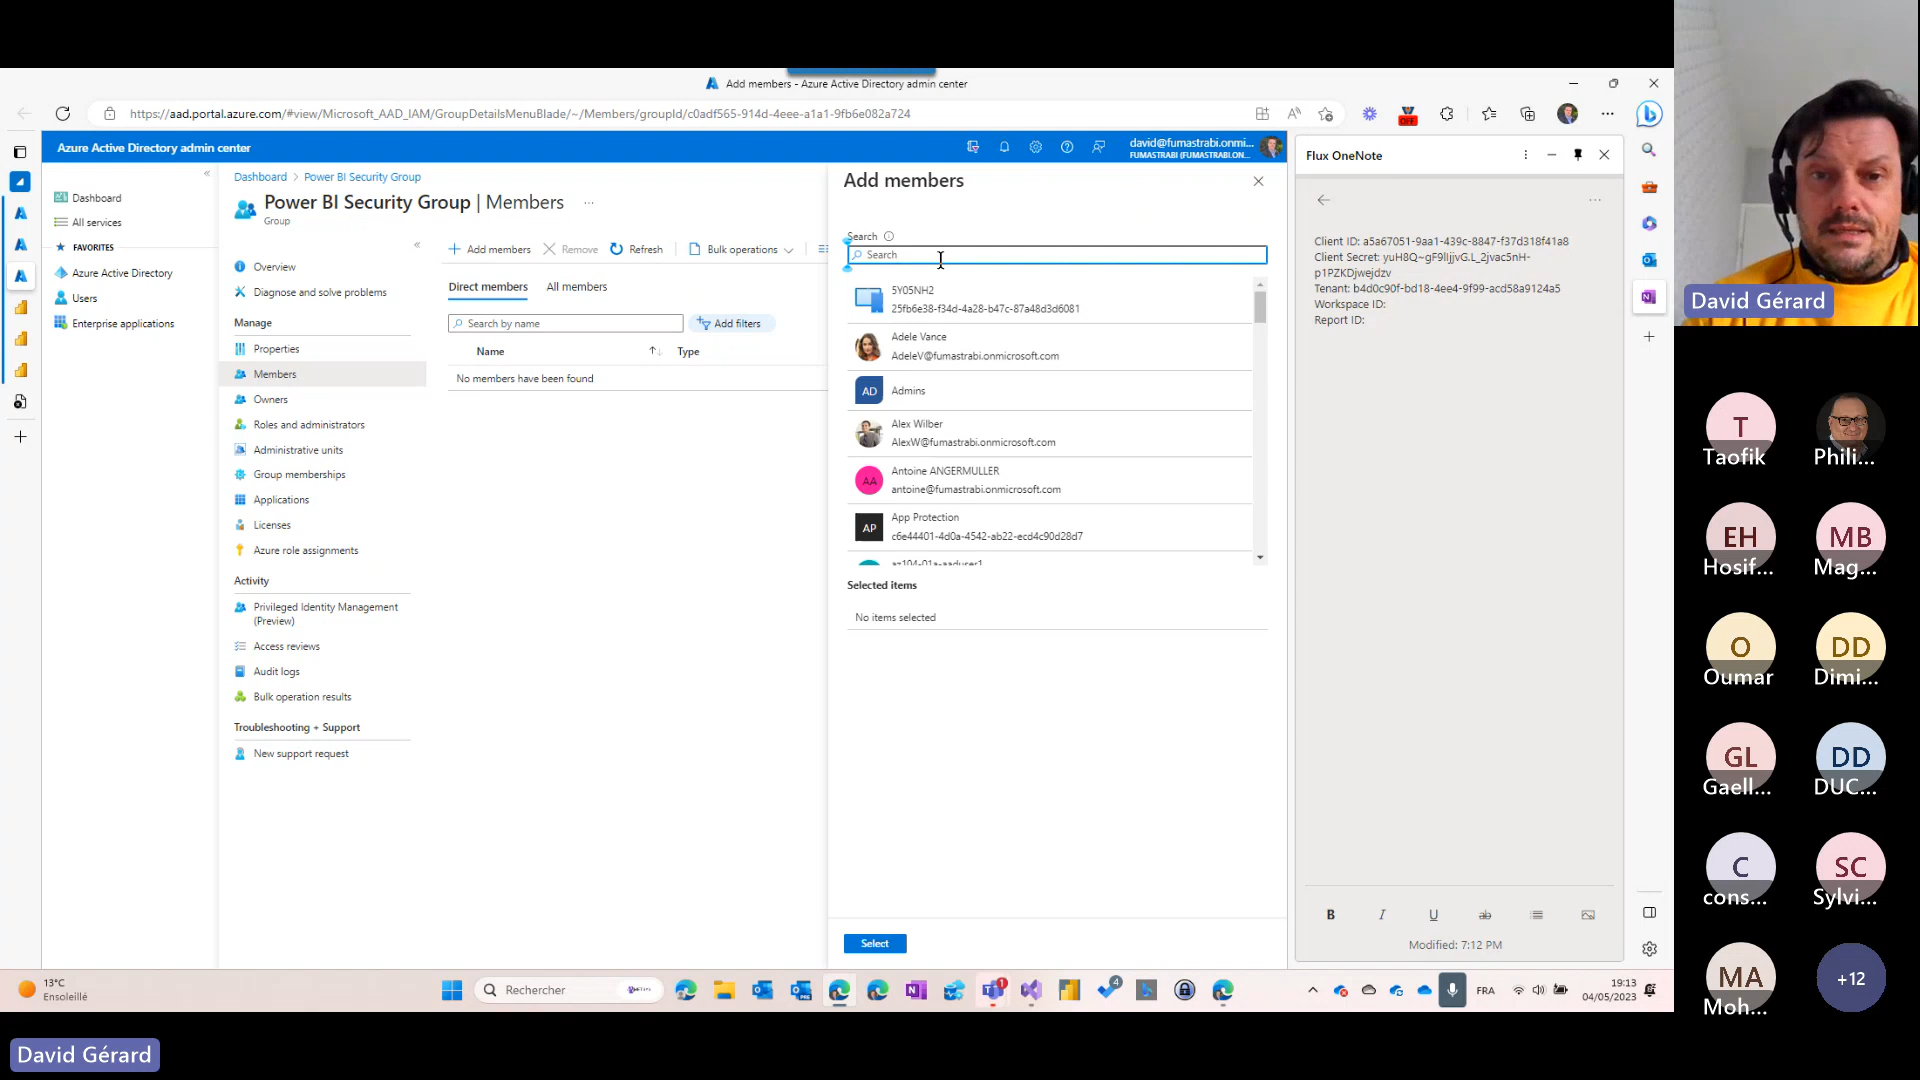 Add members - Azure Active Directory admin center
https://aad.portal.azure.com/#view/Microsoft_AAD_IAM/GroupDetailsMenuBlade/~/Members/groupId/c0adf565-914d-4eee-a1a1-9fb6e082a724
OFF
Azure Active Directory admin center
david@fumastrabi.onmi...
FUMASTRABI (FUMASTRABI.ON...
Dashboard
All services
FAVORITES
Azure Active Directory
Users
Enterprise applications
Dashboard > Power BI Security Group
Power BI Security Group | Members ...
Group
Overview
Diagnose and solve problems
Manage
Properties
Members
Owners
Roles and administrators
Administrative units
Group memberships
Applications
Licenses
Azure role assignments
Activity
Privileged Identity Management
(Preview)
Access reviews
Audit logs
Bulk operation results
Troubleshooting + Support
New support request
Add members
Remove
Refresh
Bulk operations
Direct members
All members
Search by name
Add filters
Name
Type
No members have been found
Add members
Search
Search
5Y05NH2
25fb6e38-f34d-4a28-b47c-87a48d3d6081
Adele Vance
AdeleV@fumastrabi.onmicrosoft.com
AD
Admins
Alex Wilber
AlexW@fumastrabi.onmicrosoft.com
AA
Antoine ANGERMULLER
antoine@fumastrabi.onmicrosoft.com
AP
App Protection
c6e44401-4d0a-4542-ab22-ecd4c90d28d7
az104-01a-aaduser1
Selected items
No items selected
Select
Flux OneNote
Client ID: a5a67051-9aa1-439c-8847-f37d318f41a8
Client Secret: yuH8Q~gF9lIjjvG.L_2jvac5nH-
p1PZKDjwejdzv
Tenant: b4d0c90f-bd18-4ee4-9f99-acd58a9124a5
Workspace ID:
Report ID:
B I U ab
Modified: 7:12 PM
13°C
Ensoleillé
Rechercher
1
4
FRA
19:13
04/05/2023
David Gérard
T
Taofik
Phili...
EH
Hosif...
MB
Mag...
O
Oumar
DD
Dimi...
GL
Gaell...
DD
DUC...
C
cons...
SC
Sylvi...
MA
Moh...
+12
David Gérard